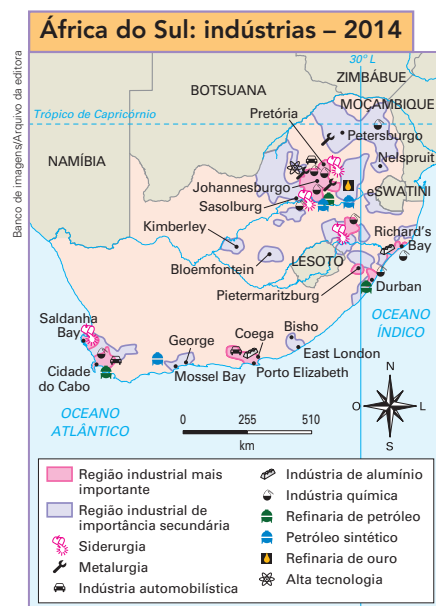 África do Sul: indústrias – 2014
Banco de imagens/Arquivo da editora
30º L
ZIMBÁBUE
BOTSUANA
MOÇAMBIQUE
Pretória
Trópico de Capricórnio
Petersburgo
NAMÍBIA
Nelspruit
Johannesburgo
eSWATINI
Sasolburg
Kimberley
Richard's
Bay
LESOTO
Bloemfontein
Pietermaritzburg
Durban
Saldanha
Bay
George
Coega
Bisho
OCEANO
ÍNDICO
East London
Cidade
do Cabo
Mossel Bay
Porto Elizabeth
N
O
L
S
OCEANO
ATLÂNTICO
0 255 510
km
Região industrial mais
importante
Região industrial de
importância secundária
Siderurgia
Metalurgia
Indústria automobilística
Indústria de alumínio
Indústria química
Refinaria de petróleo
Petróleo sintético
Refinaria de ouro
Alta tecnologia